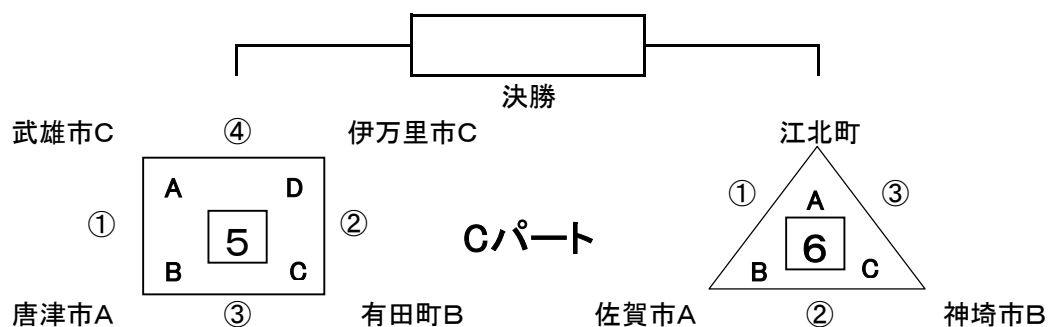 決勝
武雄市C ④ 伊万里市C 江北町
A D
① 5 ② Cパート ① A ③
6
B C B C
唐津市A ③ 有田町B 佐賀市A ② 神埼市B